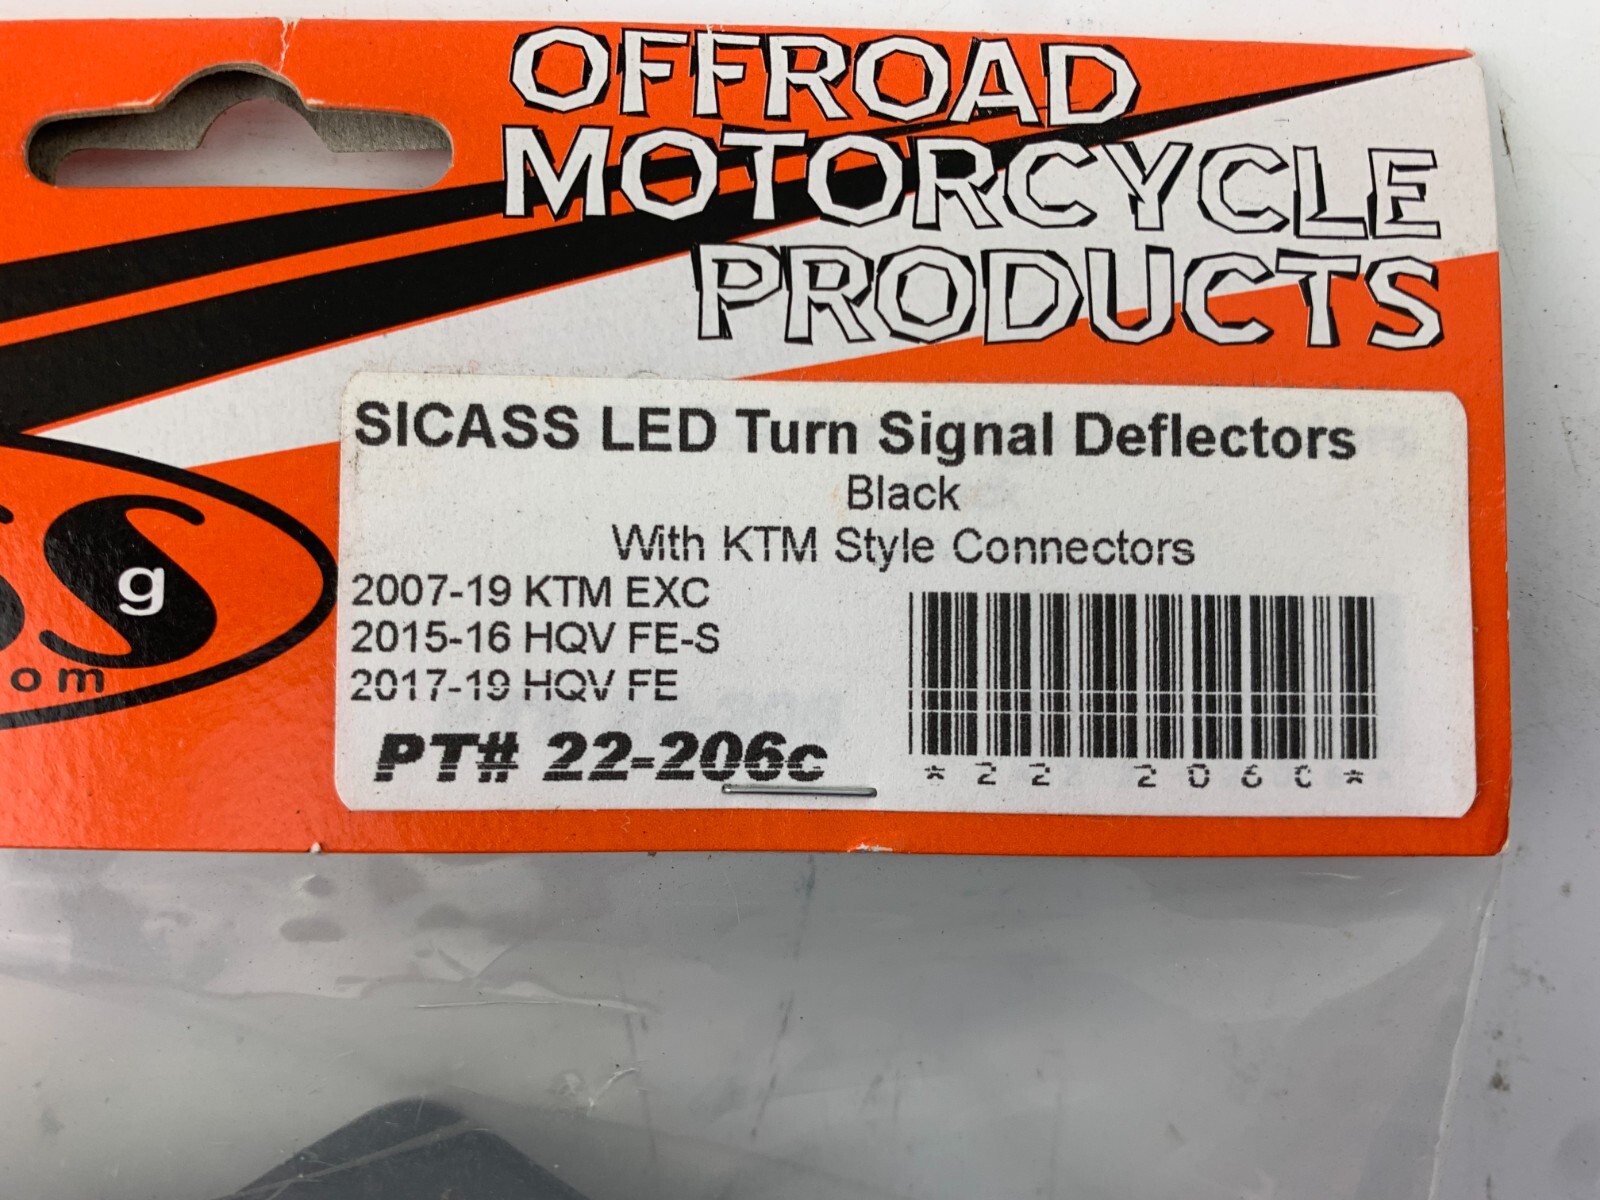 OFFROAD
MOTORCYCLE
PRODUCTS
SICASS LED Turn Signal Deflectors
Black
With KTM Style Connectors
2007-19 KTM EXC
2015-16 HQV FE-S
2017-19 HQV FE
PT# 22-206c
*22 206C*
g
om